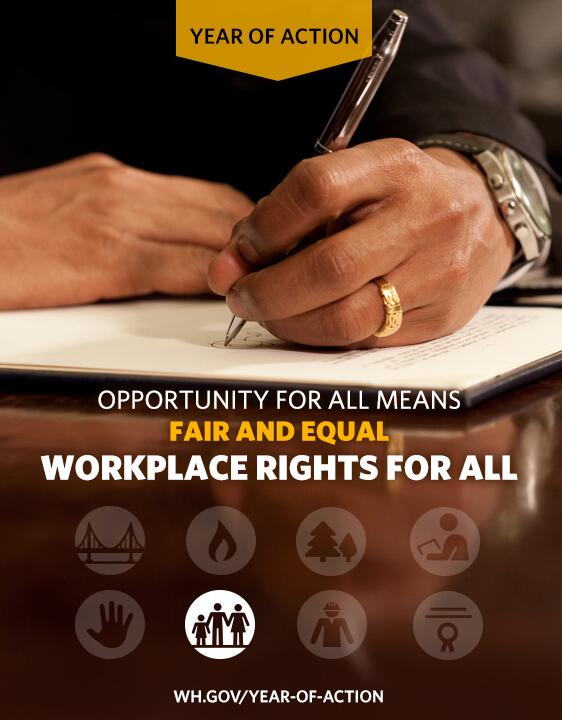 YEAR OF ACTION
OPPORTUNITY FOR ALL MEANS
FAIR AND EQUAL
WORKPLACE RIGHTS FOR ALL
WH.GOV/YEAR-OF-ACTION